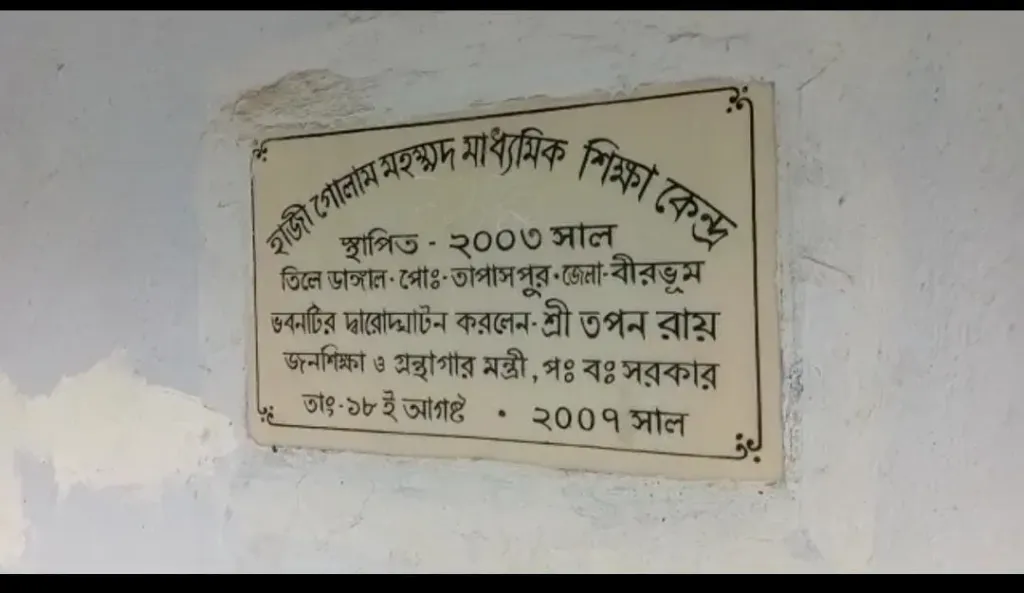 হাজী গোলাম মহম্মদ মাধ্যমিক শিক্ষা কেন্দ্র
স্থাপিত - ২০০৩ সাল
তিলে ডাঙ্গাল · পোঃ · তাপাসপুর · জেলা - বীরভূম
ভবনটির দ্বারোদ্ঘাটন করলেন - শ্রী তপন রায়
জনশিক্ষা ও গ্রন্থাগার মন্ত্রী, পঃ বঃ সরকার
তাং - ১৮ ই আগষ্ট • ২০০৭ সাল